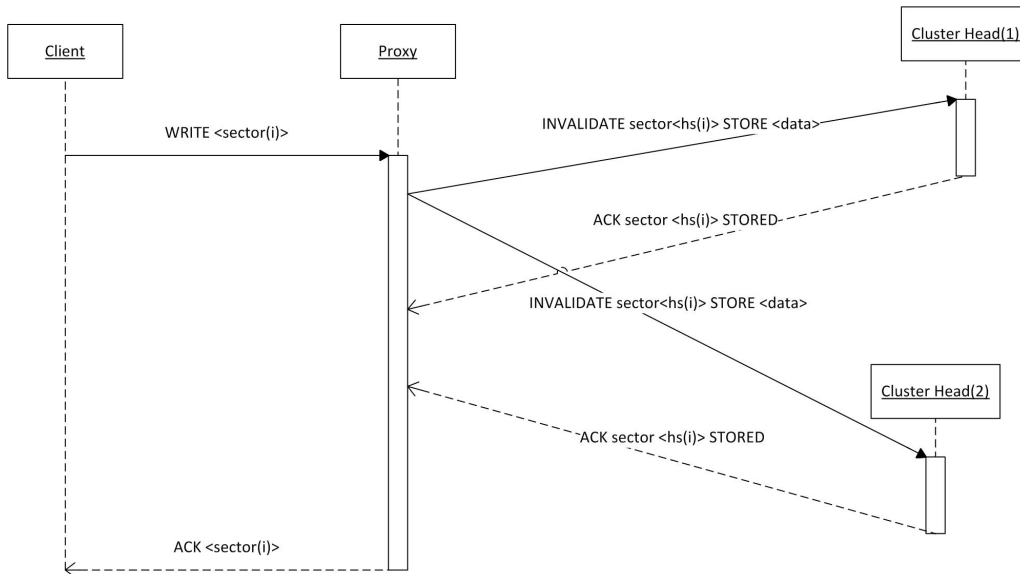 Client
Proxy
Cluster Head(1)
WRITE <sector(i)>
INVALIDATE sector<hs(i)> STORE <data>
ACK sector <hs(i)> STORED
INVALIDATE sector<hs(i)> STORE <data>
Cluster Head(2)
ACK sector <hs(i)> STORED
ACK <sector(i)>